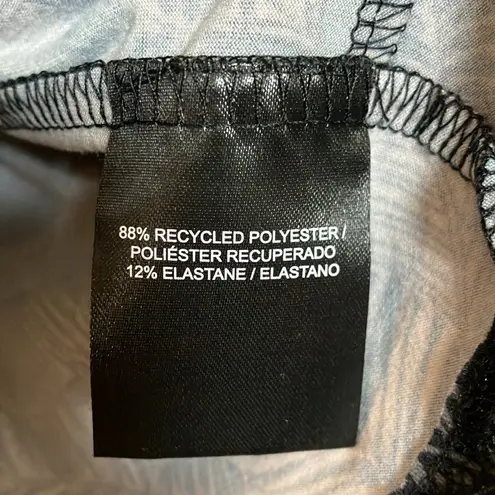 88% RECYCLED POLYESTER /
POLIÉSTER RECUPERADO
12% ELASTANE / ELASTANO